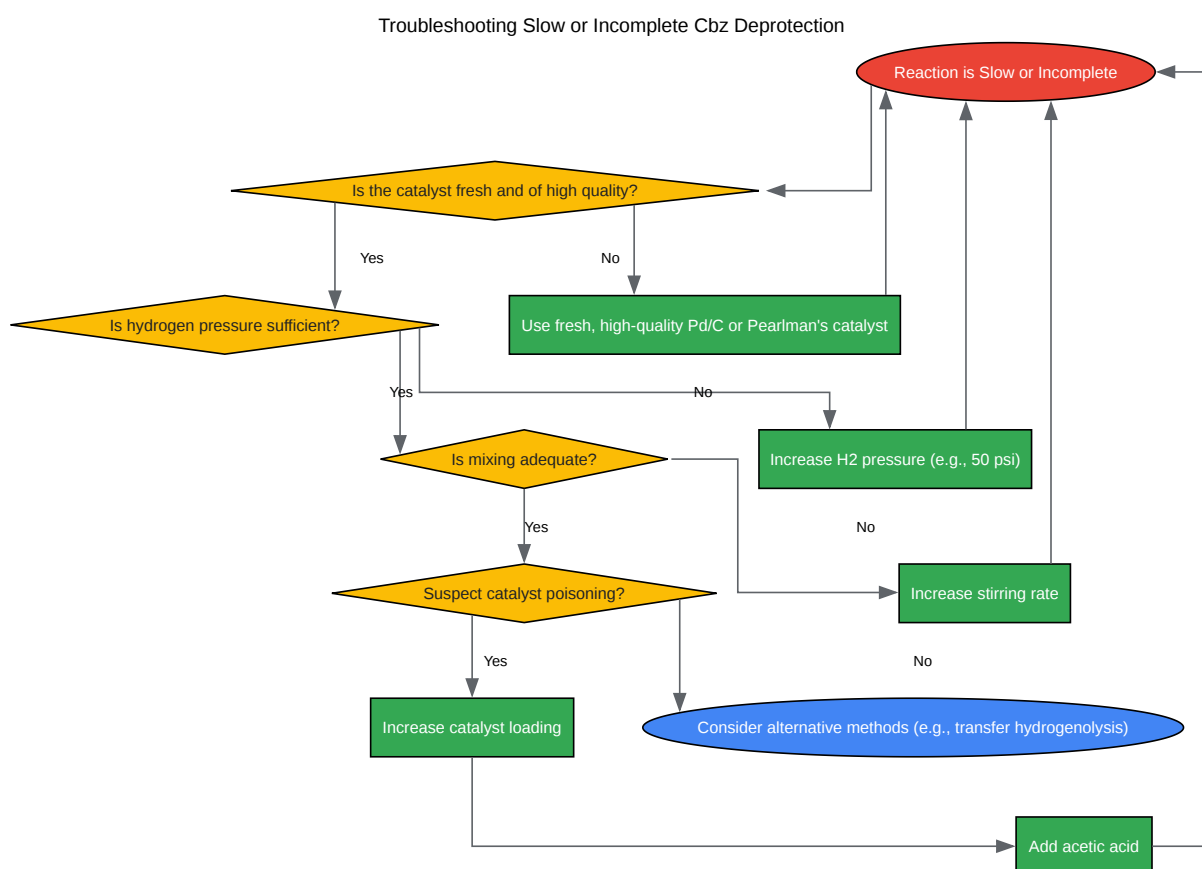 Troubleshooting Slow or Incomplete Cbz Deprotection
Reaction is Slow or Incomplete
Is the catalyst fresh and of high quality?
Yes
No
Is hydrogen pressure sufficient?
Use fresh, high-quality Pd/C or Pearlman's catalyst
Yes
No
Is mixing adequate?
Increase H2 pressure (e.g., 50 psi)
Yes
No
Suspect catalyst poisoning?
Increase stirring rate
Yes
No
Increase catalyst loading
Consider alternative methods (e.g., transfer hydrogenolysis)
Add acetic acid